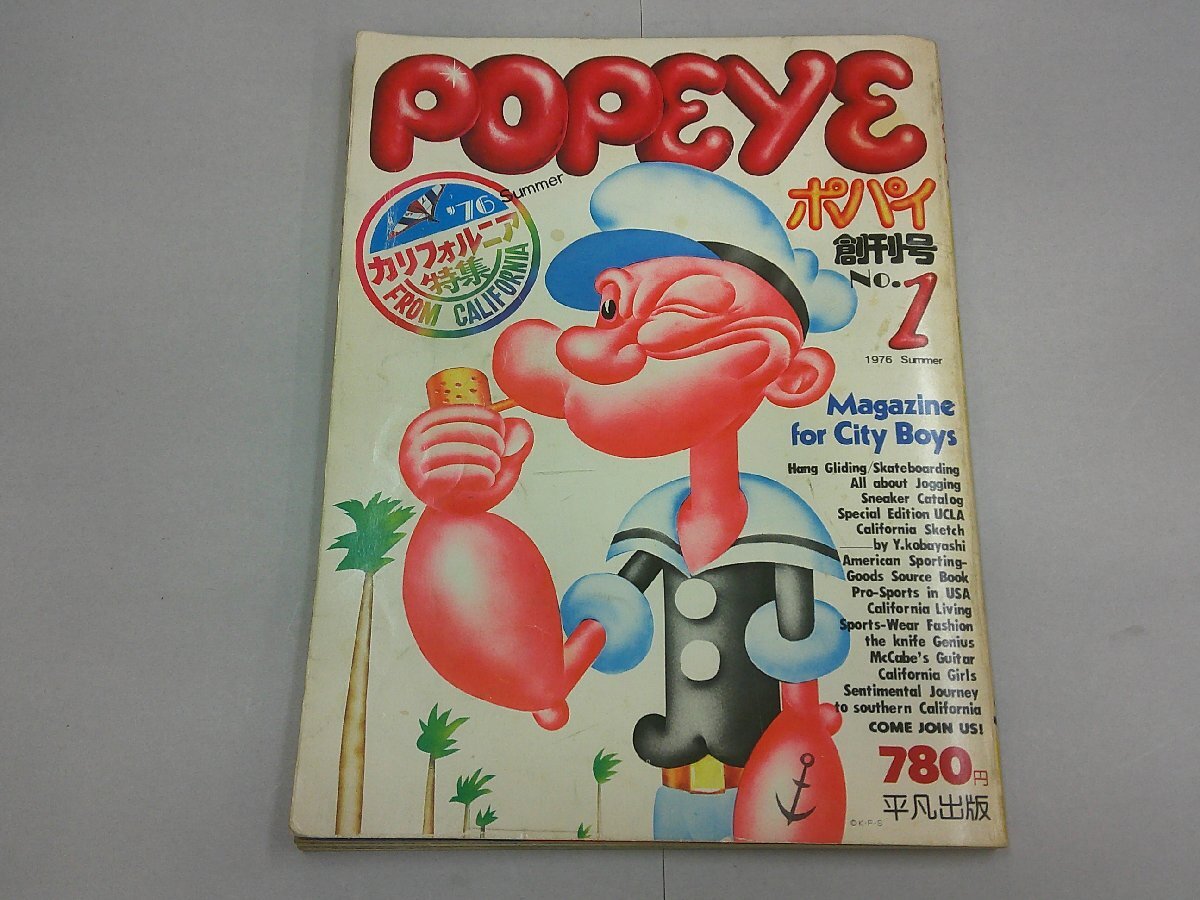 POPEYE
'76 Summer
カリフォルニア
特集
FROM CALIFORNIA
ポパイ
創刊号
No.1
1976 Summer
Magazine
for City Boys
Hang Gliding/Skateboarding
All about Jogging
Sneaker Catalog
Special Edition UCLA
California Sketch
by Y.kobayashi
American Sporting-
Goods Source Book
Pro-Sports in USA
California Living
Sports-Wear Fashion
the knife Genius
McCabe's Guitar
California Girls
Sentimental Journey
to southern California
COME JOIN US!
780円
平凡出版
©K·F·S